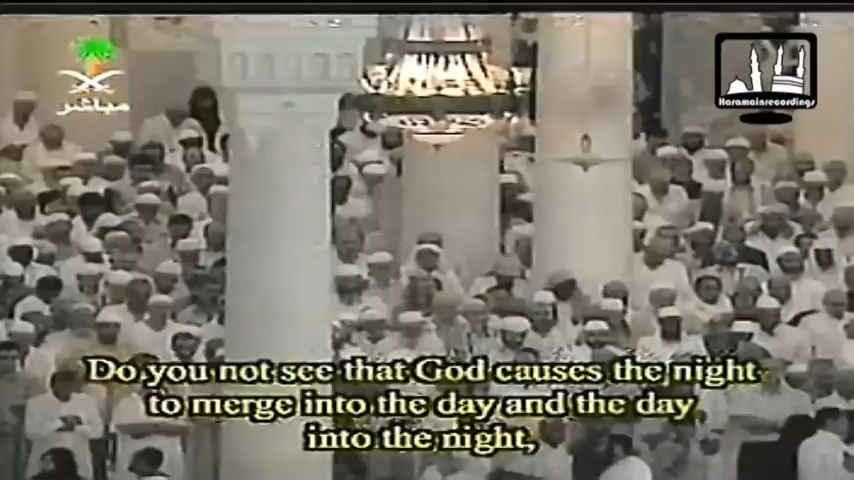 مباشر
Haramainrecordings
Do you not see that God causes the night
to merge into the day and the day
into the night,